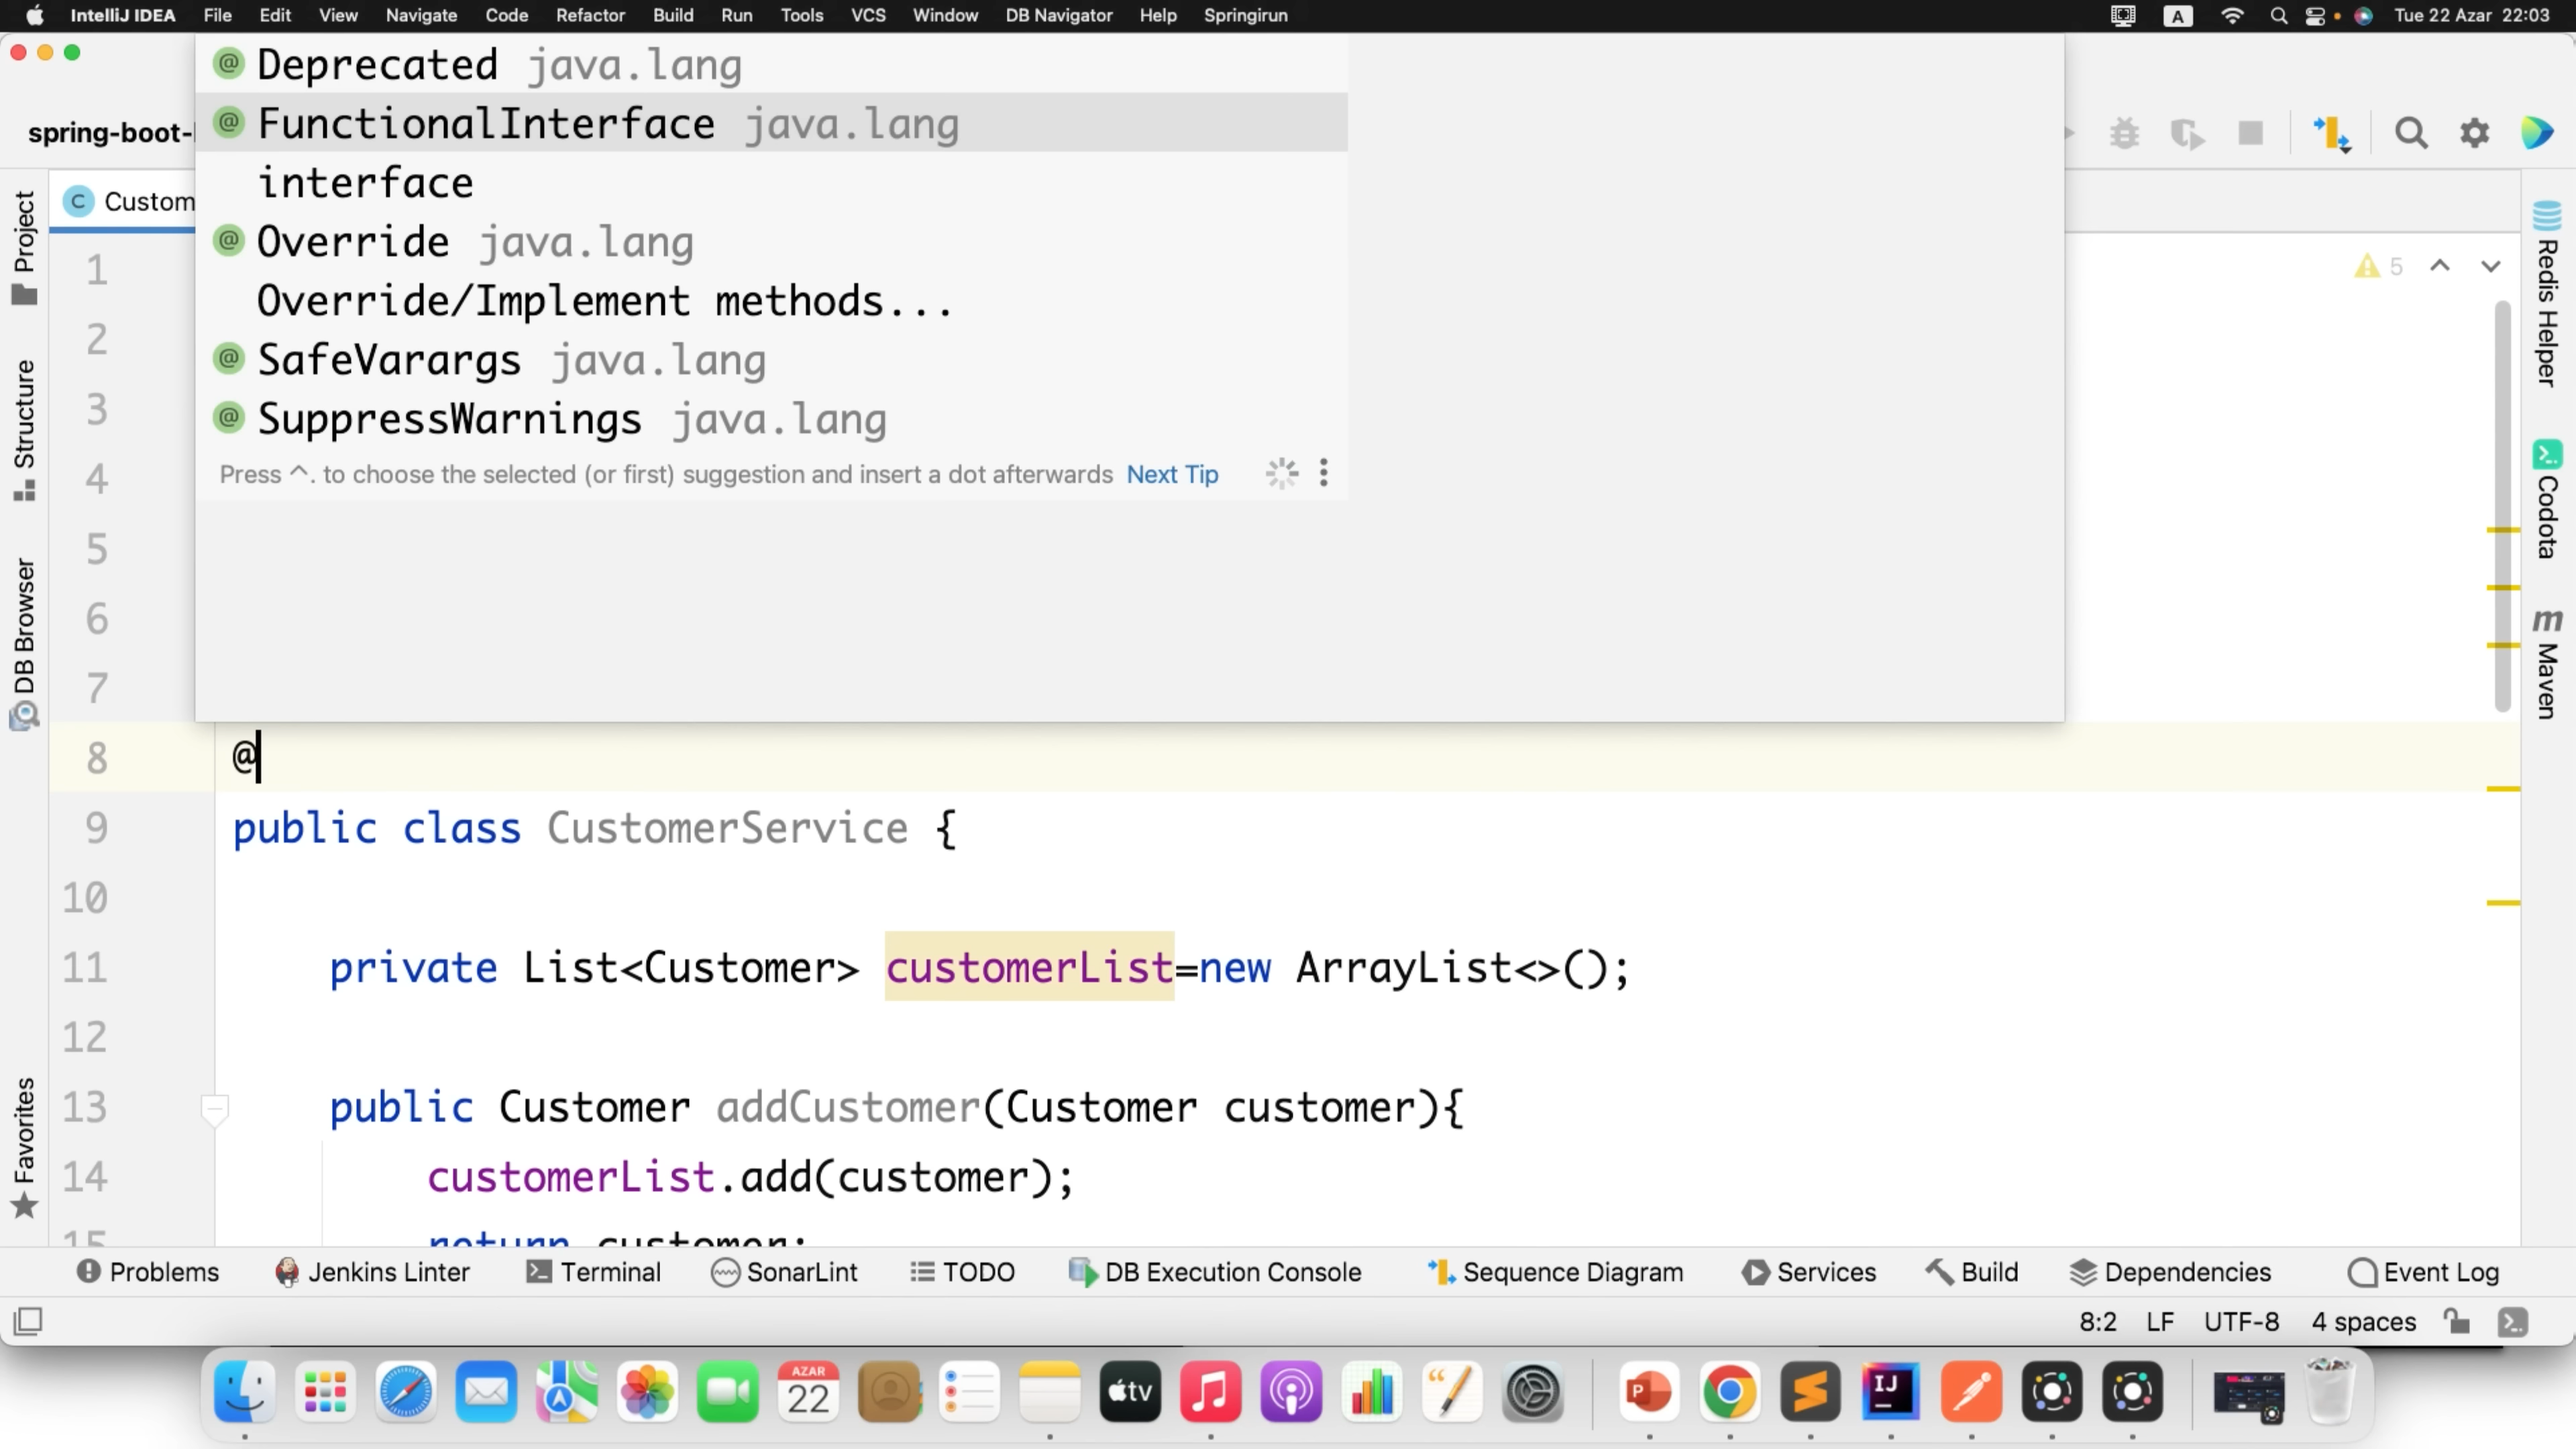 IntelliJ IDEA File Edit View Navigate Code Refactor Build Run Tools VCS Window DB Navigator Help Springirun A Tue 22 Azar 22:03
@ Deprecated java.lang
@ FunctionalInterface java.lang
interface
@ Override java.lang
Override/Implement methods...
@ SafeVarargs java.lang
@ SuppressWarnings java.lang
Press ^. to choose the selected (or first) suggestion and insert a dot afterwards Next Tip
spring-boot-
C Custom
5
Project
Structure
DB Browser
Favorites
Redis Helper
Codota
m Maven
1
2
3
4
5
6
7
8 @
9 public class CustomerService {
10
11 private List<Customer> customerList=new ArrayList<>();
12
13 public Customer addCustomer(Customer customer){
14 customerList.add(customer);
15 return customer;
Problems Jenkins Linter Terminal SonarLint TODO DB Execution Console Sequence Diagram Services Build Dependencies Event Log
8:2 LF UTF-8 4 spaces
AZAR
22
tv
P
IJ